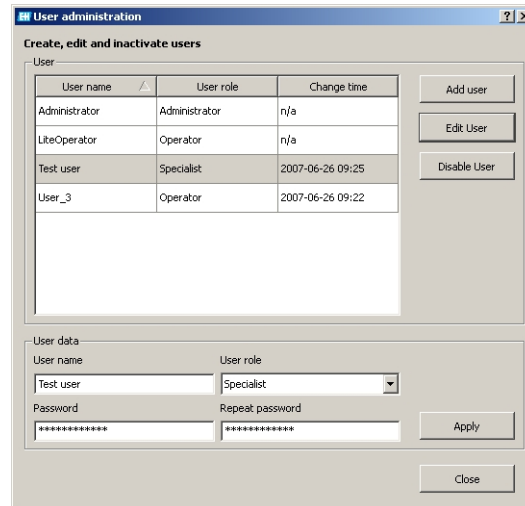 EH User administration
Create, edit and inactivate users
User
User name User role Change time
Administrator Administrator n/a
LiteOperator Operator n/a
Test user Specialist 2007-06-26 09:25
User_3 Operator 2007-06-26 09:22
Add user
Edit User
Disable User
User data
User name User role
Test user Specialist
Password Repeat password
************ ************
Apply
Close